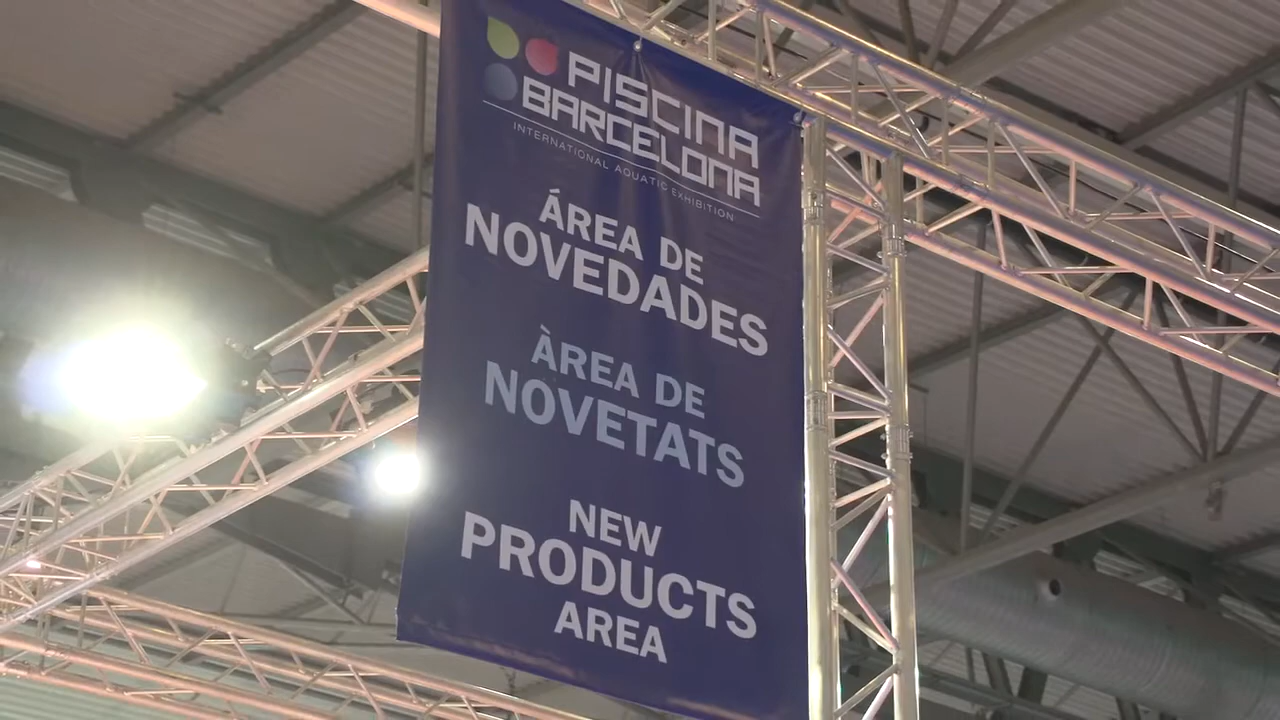 PISCINA
BARCELONA
INTERNATIONAL AQUATIC EXHIBITION
ÁREA DE
NOVEDADES
ÀREA DE
NOVETATS
NEW
PRODUCTS
AREA